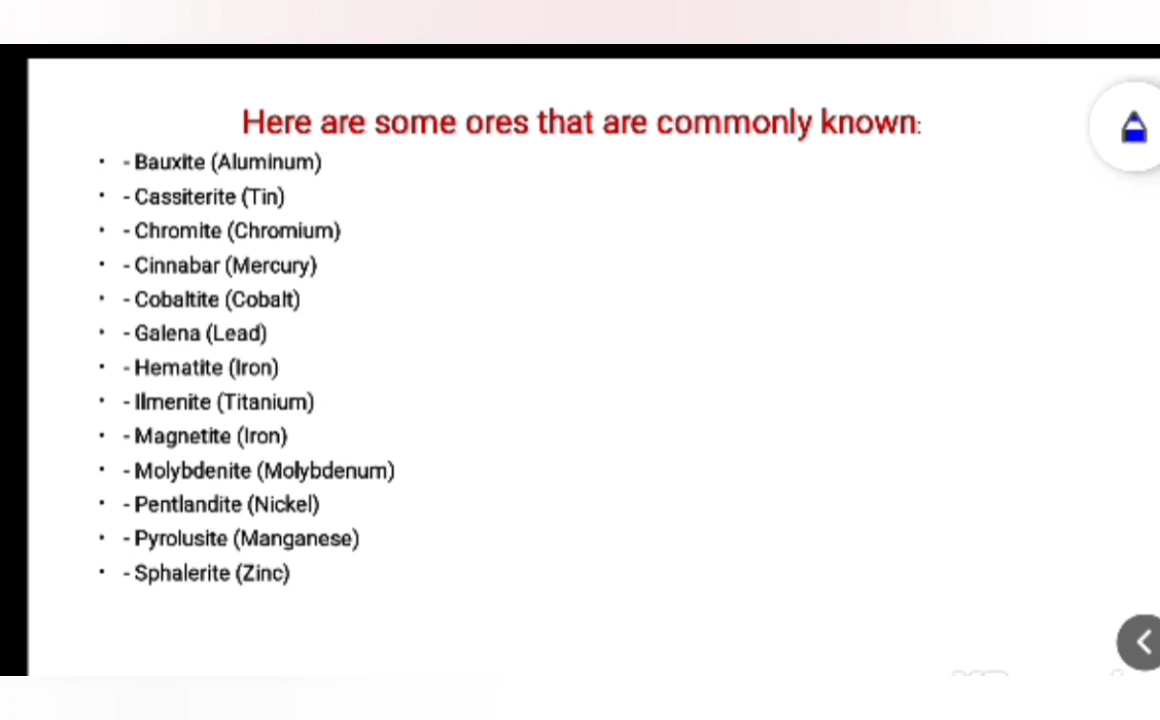 Here are some ores that are commonly known:
• - Bauxite (Aluminum)
• - Cassiterite (Tin)
• - Chromite (Chromium)
• - Cinnabar (Mercury)
• - Cobaltite (Cobalt)
• - Galena (Lead)
• - Hematite (Iron)
• - Ilmenite (Titanium)
• - Magnetite (Iron)
• - Molybdenite (Molybdenum)
• - Pentlandite (Nickel)
• - Pyrolusite (Manganese)
• - Sphalerite (Zinc)